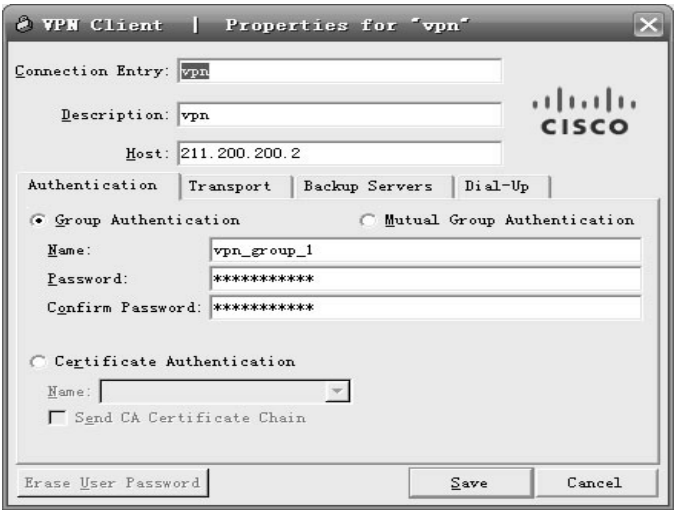 VPN Client | Properties for "vpn"
Connection Entry: vpn
Description: vpn
CISCO
Host: 211.200.200.2
Authentication Transport Backup Servers Dial-Up
Group Authentication Mutual Group Authentication
Name: vpn_group_1
Password: ***********
Confirm Password: ***********
Certificate Authentication
Name:
Send CA Certificate Chain
Erase User Password Save Cancel